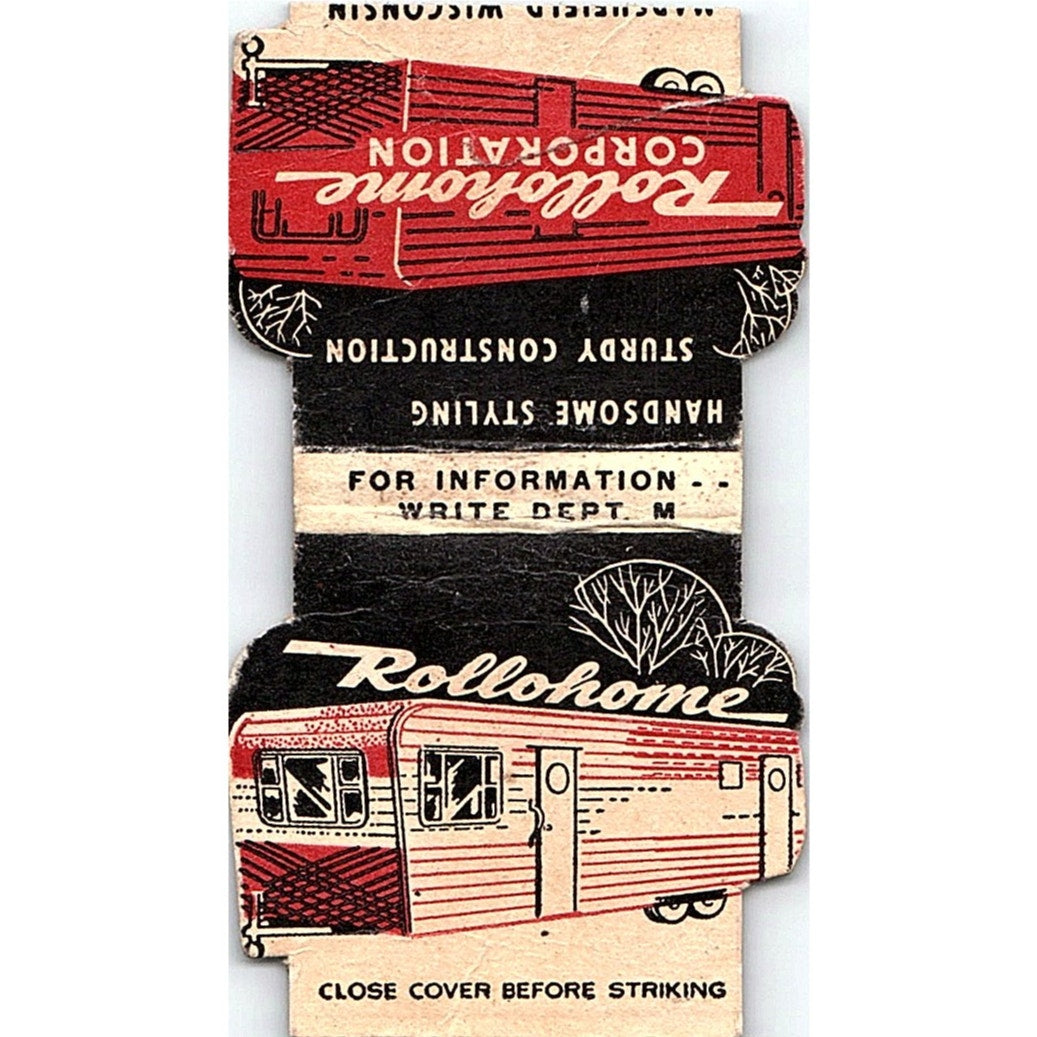 MARSHFIELD WISCONSIN
Rollohome
CORPORATION
STURDY CONSTRUCTION
HANDSOME STYLING
FOR INFORMATION - -
WRITE DEPT. M
Rollohome
CLOSE COVER BEFORE STRIKING